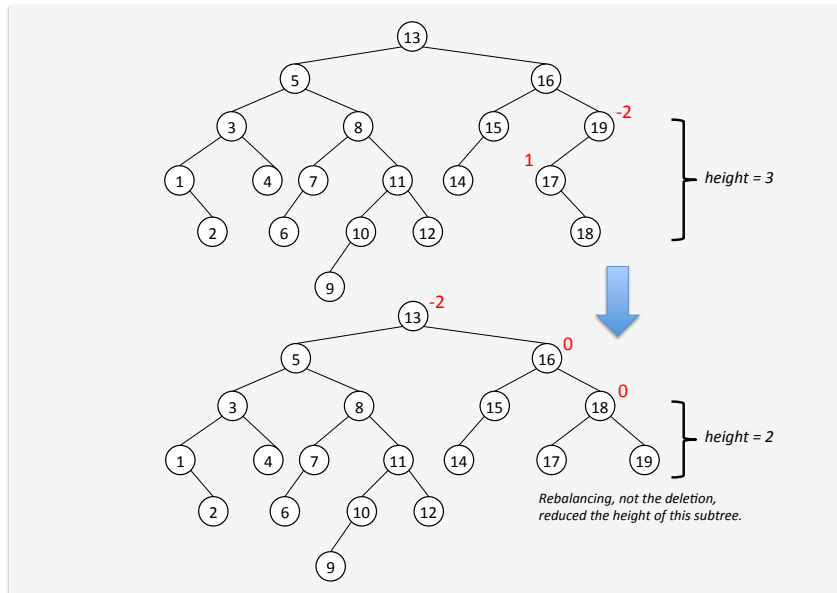 13
5 16
3 8 15 19 -2
1 4 7 11 14 1 17 height = 3
2 6 10 12 18
9
13 -2
5 16 0
3 8 15 18 0
1 4 7 11 14 17 19 height = 2
2 6 10 12 Rebalancing, not the deletion,
reduced the height of this subtree.
9